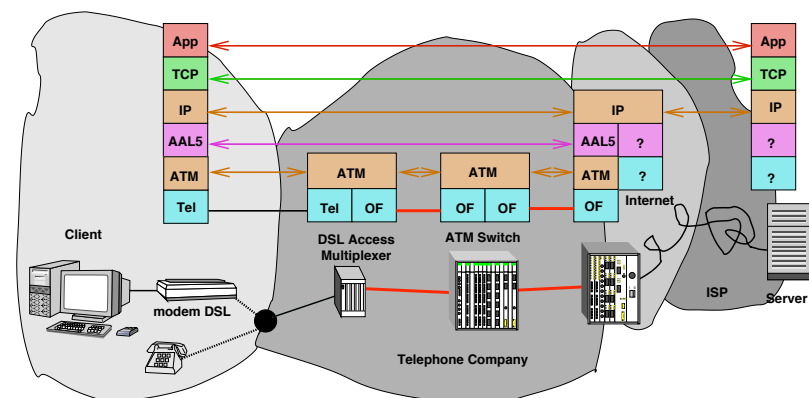 App
App
TCP
TCP
IP
IP
IP
AAL5
AAL5
?
?
ATM
ATM
ATM
ATM
?
?
Tel
Tel
OF
OF
OF
OF
Internet
Client
DSL Access
Multiplexer
ATM Switch
modem DSL
ISP
Server
Telephone Company